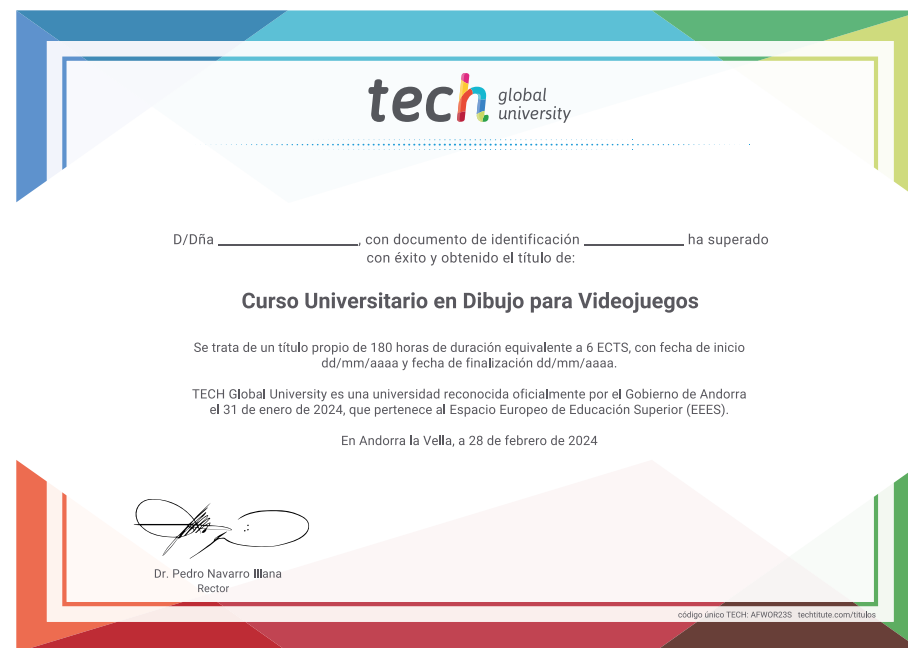 tech global
university
D/Dña ____________________, con documento de identificación ______________ ha superado
con éxito y obtenido el título de:
Curso Universitario en Dibujo para Videojuegos
Se trata de un título propio de 180 horas de duración equivalente a 6 ECTS, con fecha de inicio
dd/mm/aaaa y fecha de finalización dd/mm/aaaa.
TECH Global University es una universidad reconocida oficialmente por el Gobierno de Andorra
el 31 de enero de 2024, que pertenece al Espacio Europeo de Educación Superior (EEES).
En Andorra la Vella, a 28 de febrero de 2024
Dr. Pedro Navarro Illana
Rector
código único TECH: AFWOR23S techtitute.com/titulos